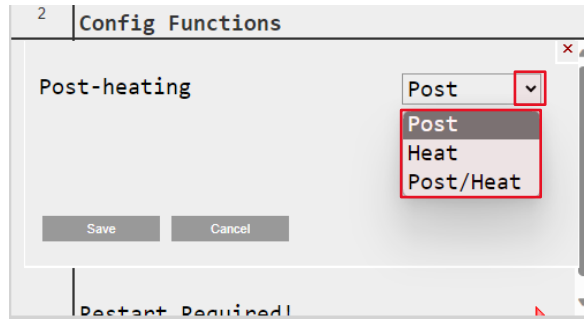 2
Config Functions
×
Post-heating
Post
Post
Heat
Post/Heat
Save
Cancel
Restart Required!